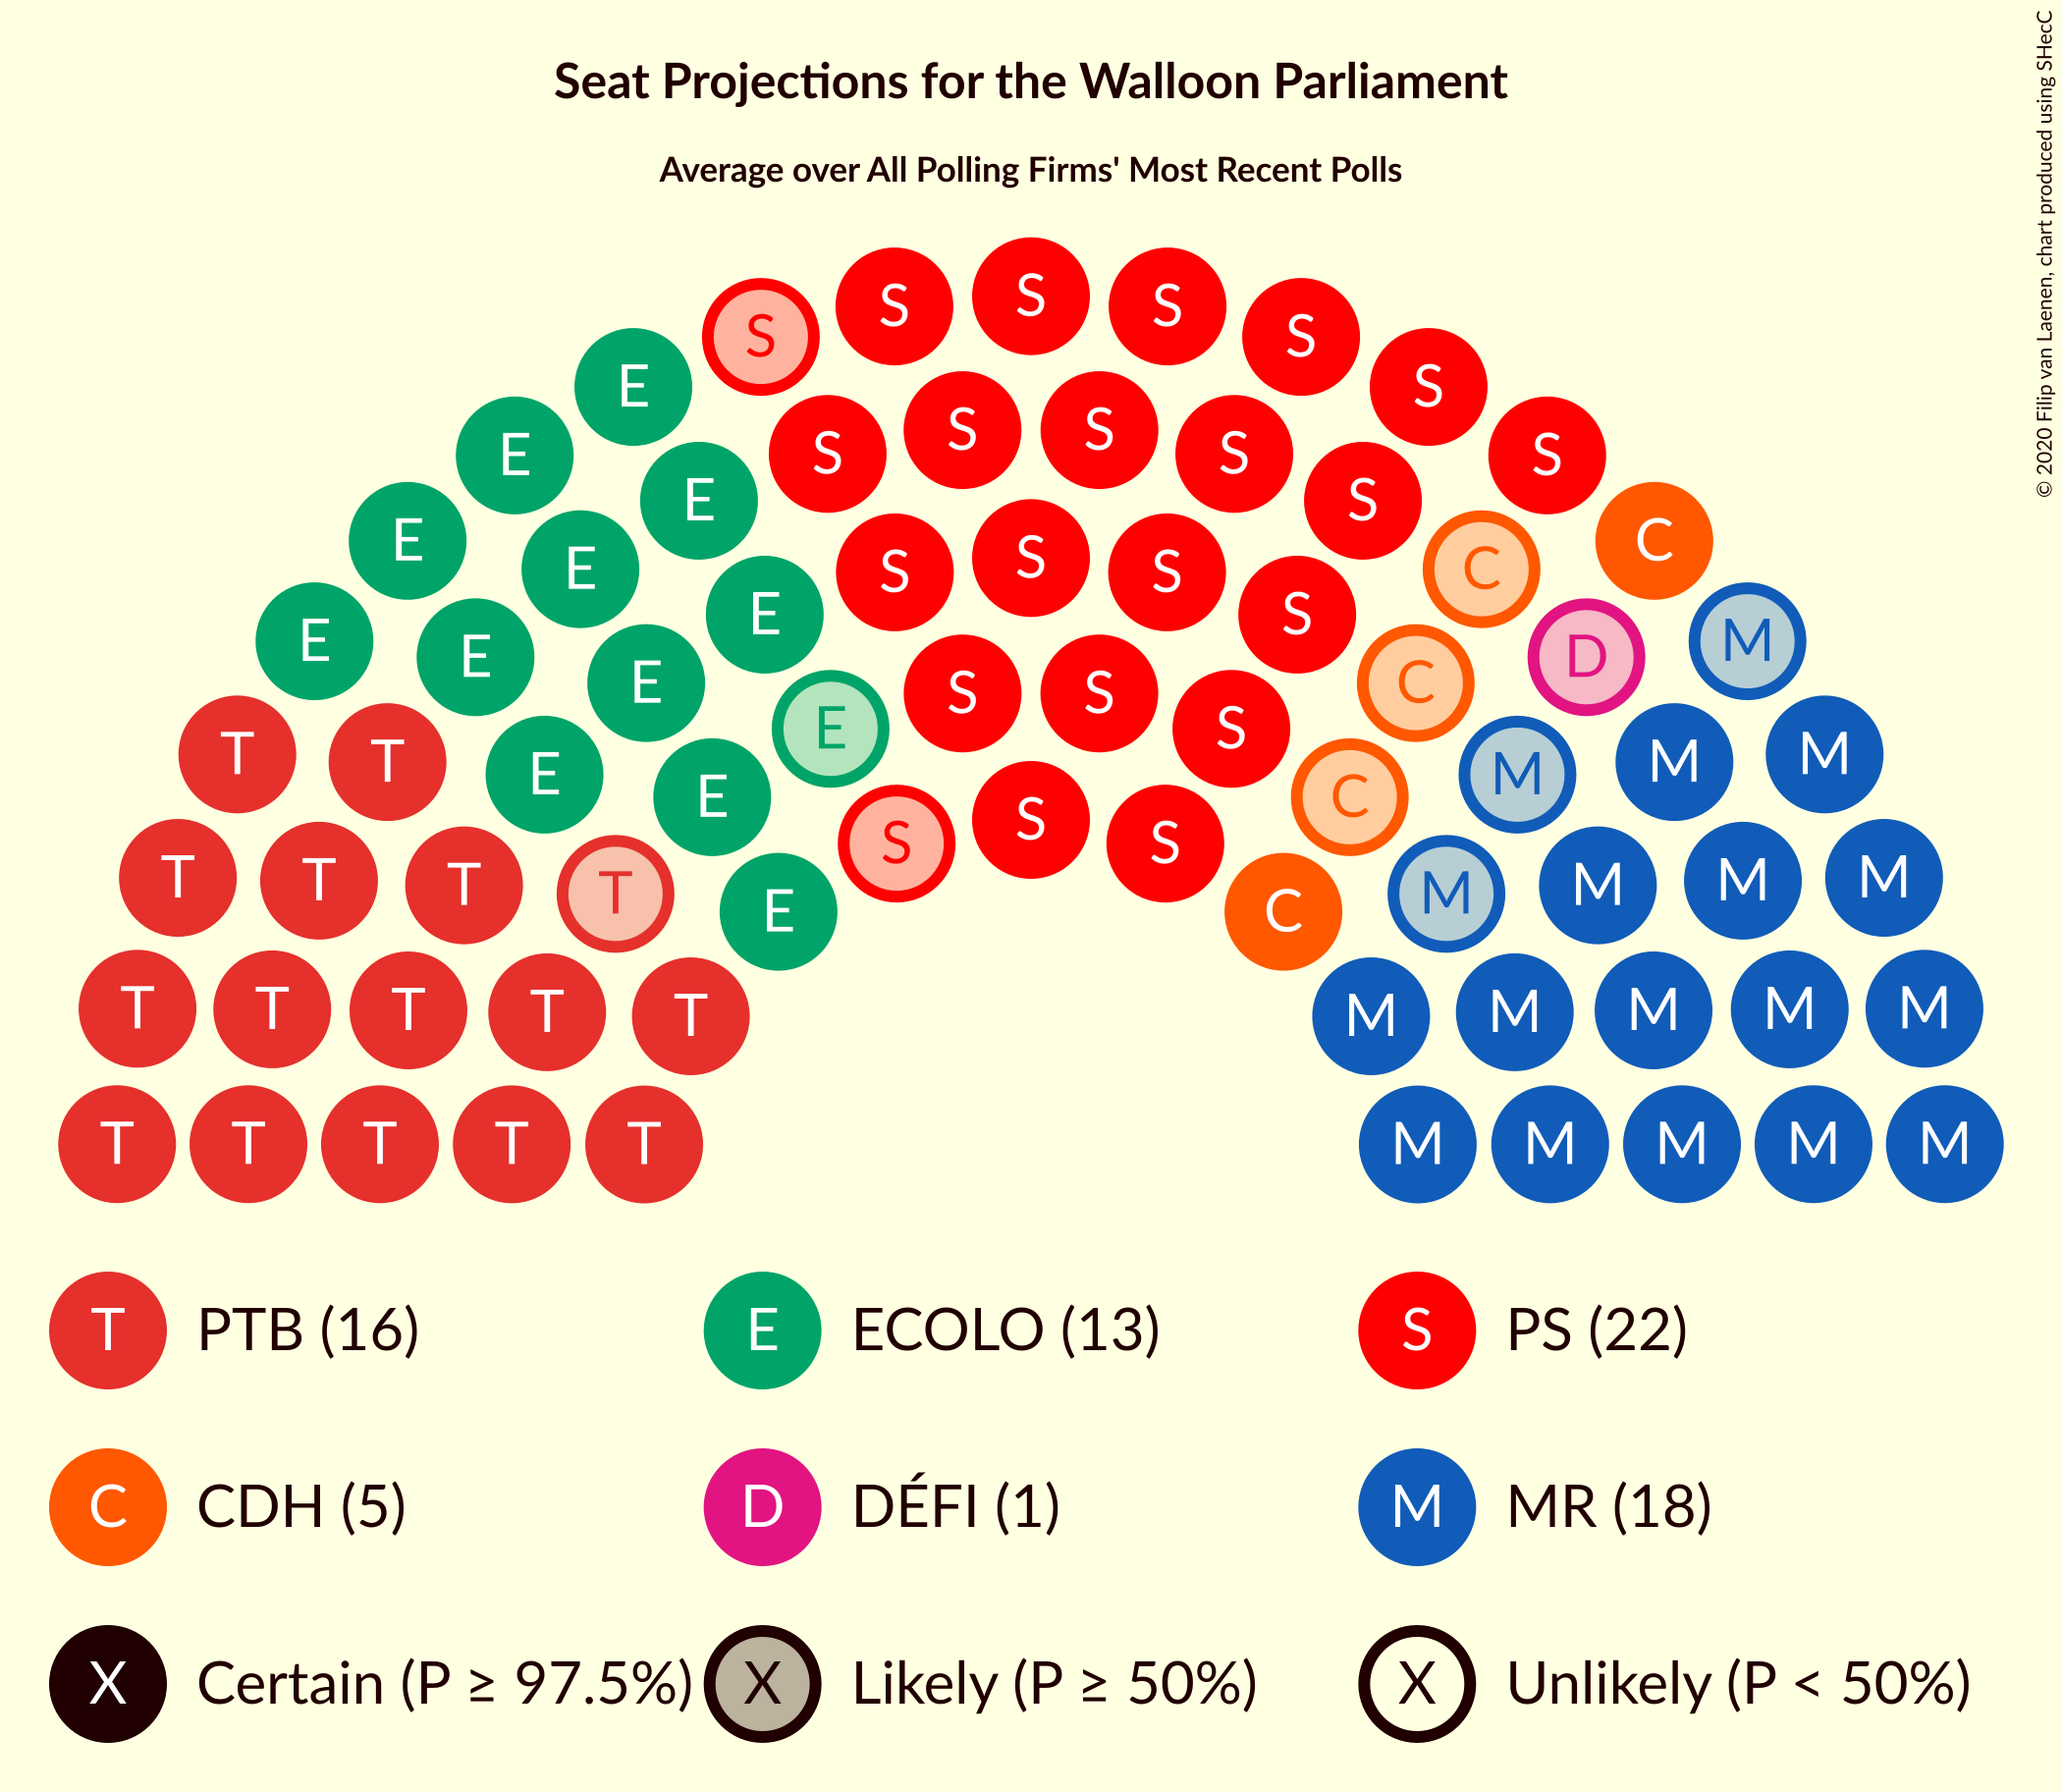 © 2020 Filip van Laenen, chart produced using SHecC
Seat Projections for the Walloon Parliament
Average over All Polling Firms' Most Recent Polls
S S S
S S
E S
S S
E S S S
E S
E C
E S S S C
E S
E M
E D
E S S C
E S
T T E M M M
E S C
S S
T T T T M M M M
E C
T T T T T M M M M M
T T T T T M M M M M
T PTB (16) E ECOLO (13) S PS (22)
C CDH (5) D DÉFI (1) M MR (18)
X Certain (P ≥ 97.5%) X Likely (P ≥ 50%) X Unlikely (P < 50%)